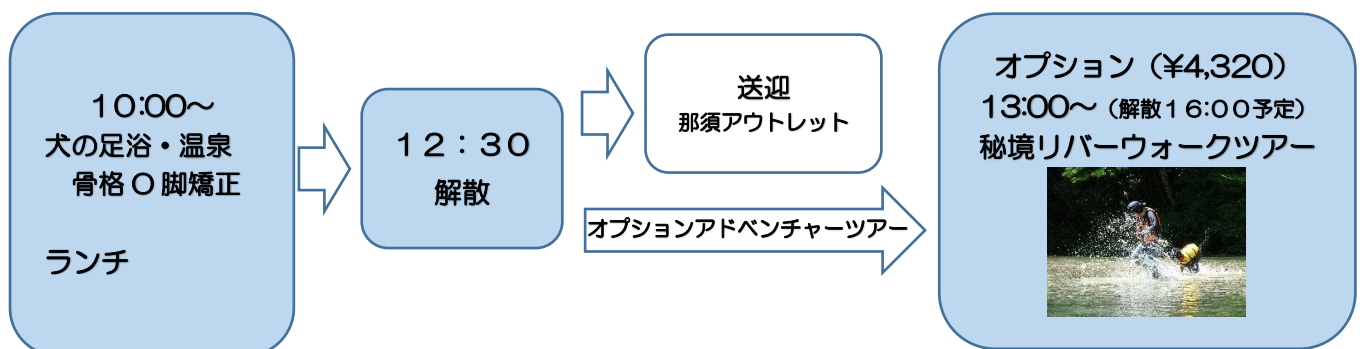 １０:００～
犬の足浴・温泉
骨格Ｏ脚矯正
ランチ
１２：３０
解散
送迎
那須アウトレット
オプションアドベンチャーツアー
オプション（¥4,320）
13:00～（解散１６:００予定）
秘境リバーウォークツアー